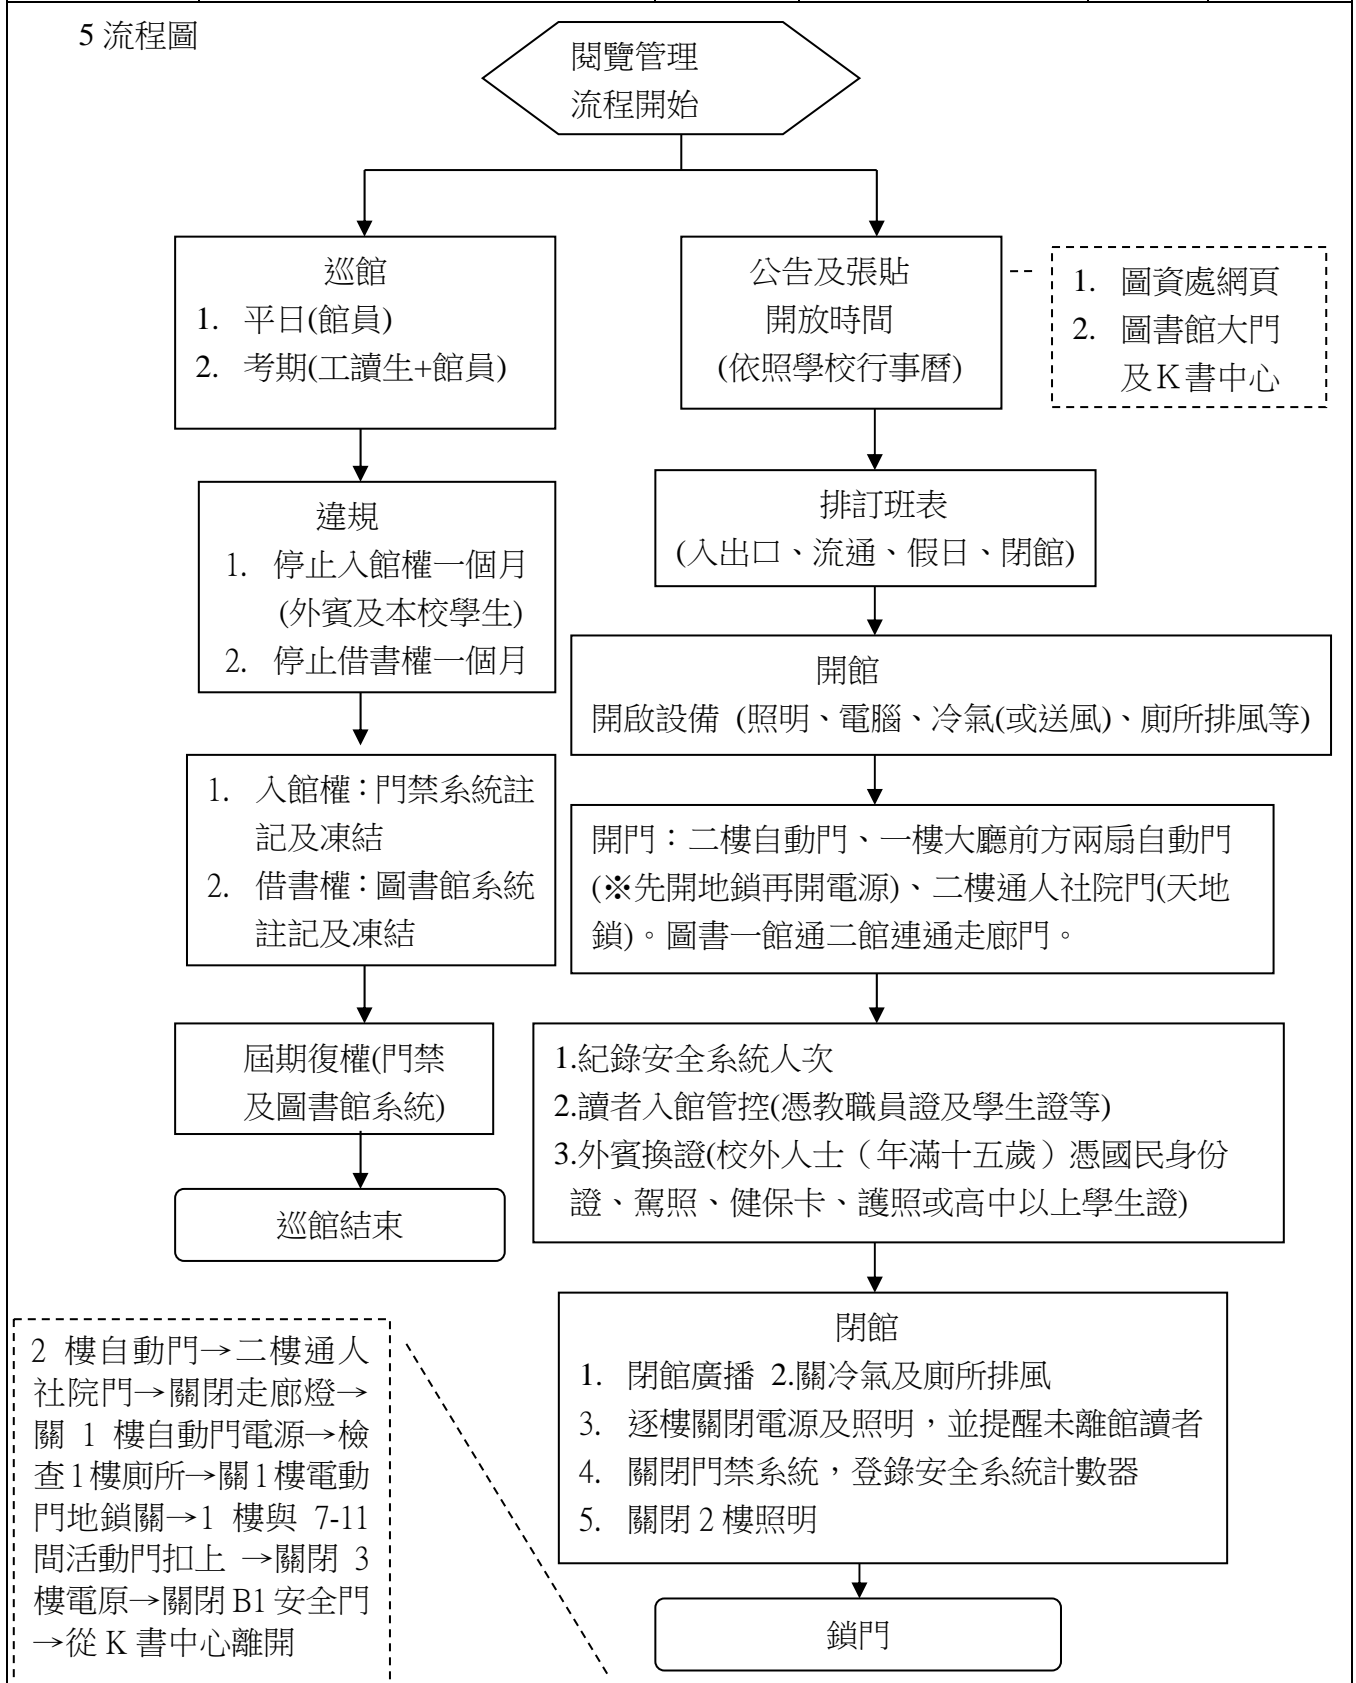 5 流程圖
閱覽管理
流程開始
巡館
1. 平日(館員)
2. 考期(工讀生+館員)
違規
1. 停止入館權一個月
(外賓及本校學生)
2. 停止借書權一個月
1. 入館權：門禁系統註
記及凍結
2. 借書權：圖書館系統
註記及凍結
屆期復權(門禁
及圖書館系統)
巡館結束
公告及張貼
開放時間
(依照學校行事曆)
1. 圖資處網頁
2. 圖書館大門
及K書中心
排訂班表
(入出口、流通、假日、閉館)
開館
開啟設備 (照明、電腦、冷氣(或送風)、廁所排風等)
開門：二樓自動門、一樓大廳前方兩扇自動門
(※先開地鎖再開電源)、二樓通人社院門(天地
鎖)。圖書一館通二館連通走廊門。
1.紀錄安全系統人次
2.讀者入館管控(憑教職員證及學生證等)
3.外賓換證(校外人士（年滿十五歲）憑國民身份
證、駕照、健保卡、護照或高中以上學生證)
閉館
1. 閉館廣播 2.關冷氣及廁所排風
3. 逐樓關閉電源及照明，並提醒未離館讀者
4. 關閉門禁系統，登錄安全系統計數器
5. 關閉2樓照明
鎖門
2 樓自動門→二樓通人
社院門→關閉走廊燈→
關 1 樓自動門電源→檢
查1樓廁所→關1樓電動
門地鎖關→1 樓與 7-11
間活動門扣上 →關閉 3
樓電原→關閉B1安全門
→從 K 書中心離開